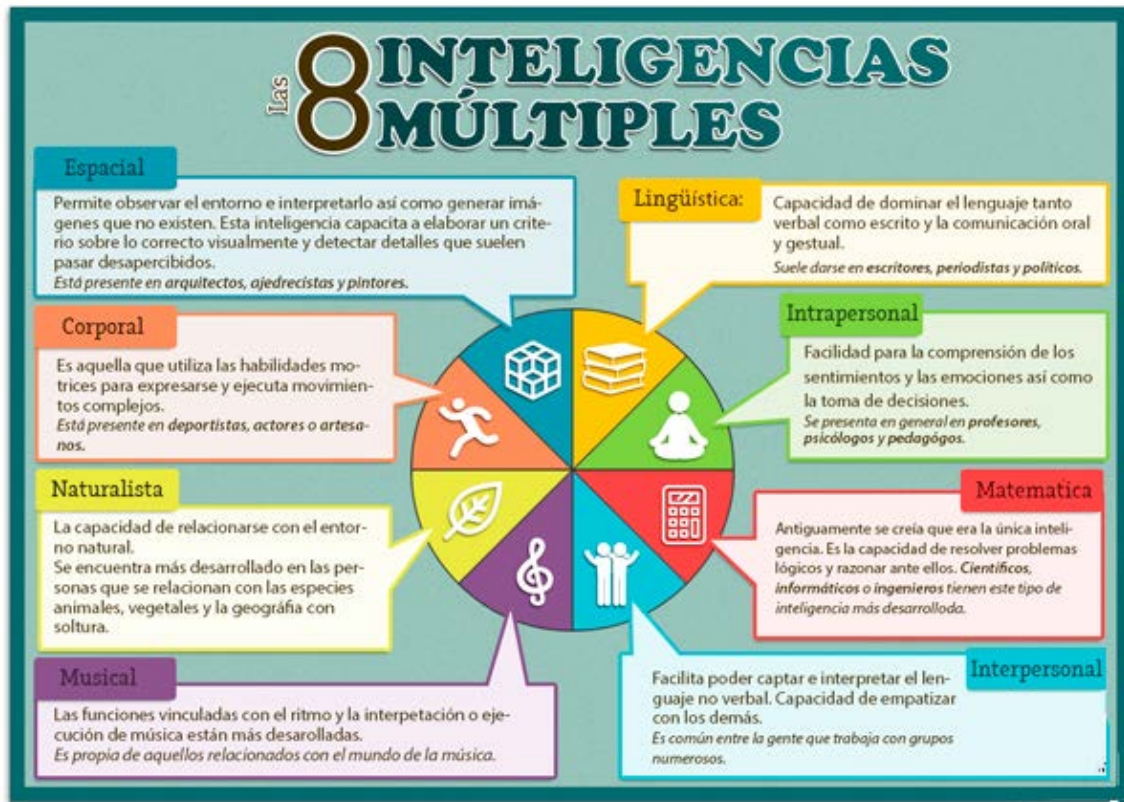 Las 8 INTELIGENCIAS
MÚLTIPLES
Espacial
Permite observar el entorno e interpretarlo así como generar imá-
genes que no existen. Esta inteligencia capacita a elaborar un crite-
rio sobre lo correcto visualmente y detectar detalles que suelen
pasar desapercibidos.
Está presente en arquitectos, ajedrecistas y pintores.
Lingüística:
Capacidad de dominar el lenguaje tanto
verbal como escrito y la comunicación oral
y gestual.
Suele darse en escritores, periodistas y políticos.
Corporal
Es aquella que utiliza las habilidades mo-
trices para expresarse y ejecuta movimien-
tos complejos.
Está presente en deportistas, actores o artesa-
nos.
Intrapersonal
Facilidad para la comprensión de los
sentimientos y las emociones así como
la toma de decisiones.
Se presenta en general en profesores,
psicólogos y pedagógos.
Naturalista
La capacidad de relacionarse con el entor-
no natural.
Se encuentra más desarrollado en las per-
sonas que se relacionan con las especies
animales, vegetales y la geográfia con
soltura.
Matematica
Antiguamente se creía que era la única inteli-
gencia. Es la capacidad de resolver problemas
lógicos y razonar ante ellos. Científicos,
informáticos o ingenieros tienen este tipo de
inteligencia más desarrolloda.
Musical
Las funciones vinculadas con el ritmo y la interpetación o eje-
cución de música están más desarolladas.
Es propia de aquellos relacionados con el mundo de la música.
Interpersonal
Facilita poder captar e interpretar el len-
guaje no verbal. Capacidad de empatizar
con los demás.
Es común entre la gente que trabaja con grupos
numerosos.